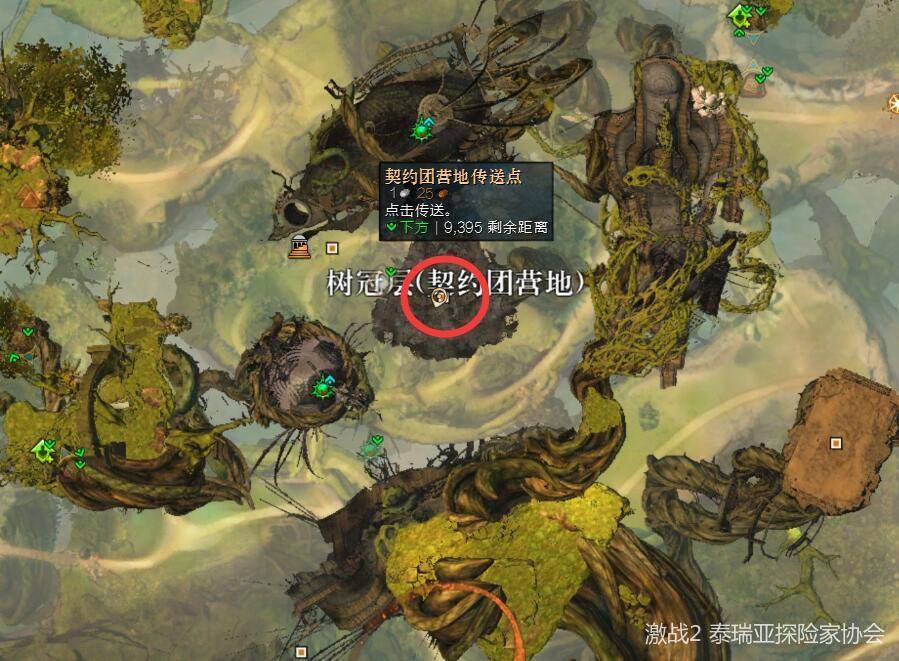 契约团营地传送点
1 25
点击传送。
下方 | 9,395 剩余距离
树冠层(契约团营地)
激战2 泰瑞亚探险家协会